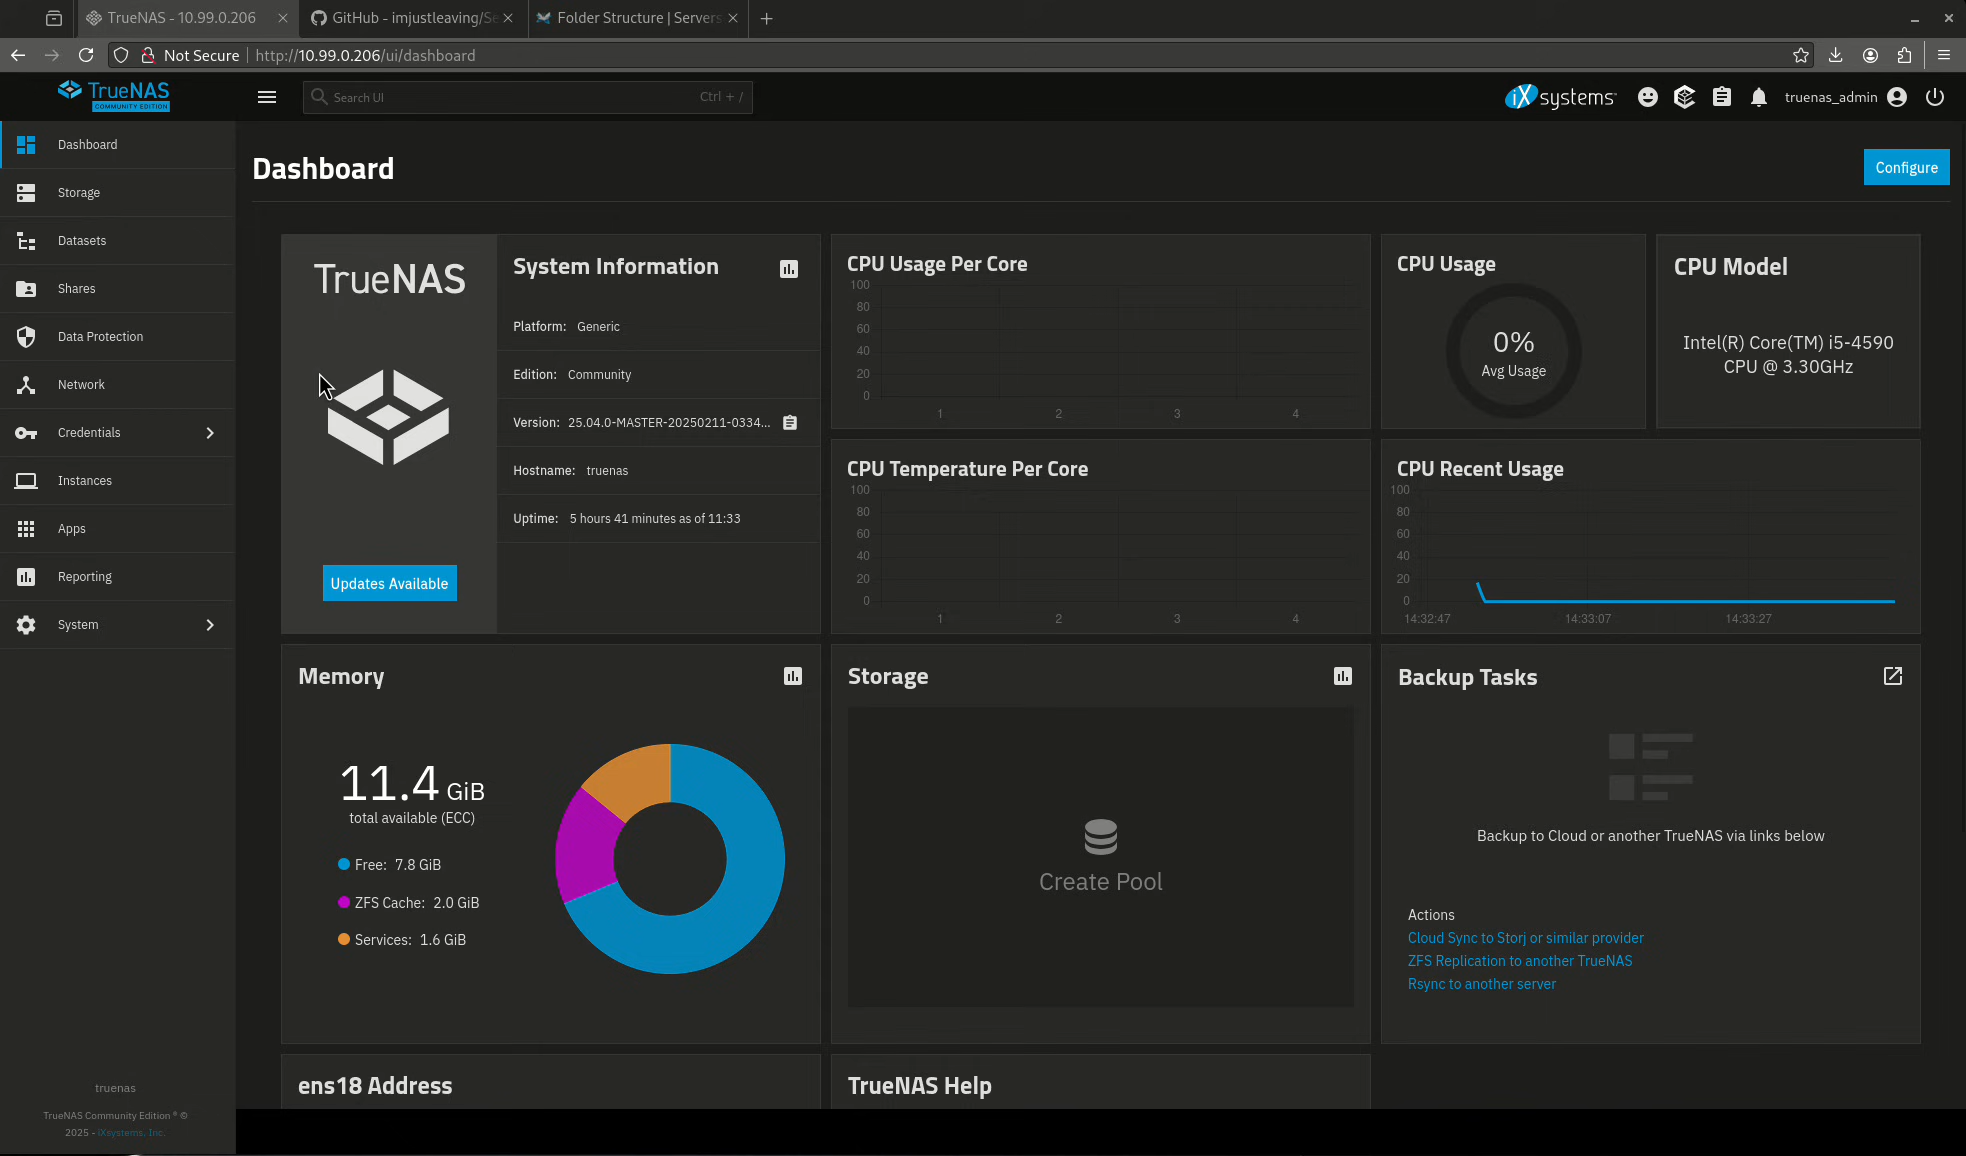 TrueNAS - 10.99.0.206
GitHub - imjustleaving/Se
Folder Structure | Servers
Not Secure
http://10.99.0.206/ui/dashboard
TrueNAS
COMMUNITY EDITION
Search UI
Ctrl + /
iXsystems
truenas_admin
Dashboard
Storage
Datasets
Shares
Data Protection
Network
Credentials
Instances
Apps
Reporting
System
truenas
TrueNAS Community Edition ® ©
2025 - iXsystems, Inc.
Dashboard
Configure
TrueNAS
Updates Available
System Information
Platform: Generic
Edition: Community
Version: 25.04.0-MASTER-20250211-0334...
Hostname: truenas
Uptime: 5 hours 41 minutes as of 11:33
CPU Usage Per Core
100
80
60
40
20
0
1 2 3 4
CPU Usage
0%
Avg Usage
CPU Model
Intel(R) Core(TM) i5-4590
CPU @ 3.30GHz
CPU Temperature Per Core
100
80
60
40
20
0
1 2 3 4
CPU Recent Usage
100
80
60
40
20
0
14:32:47 14:33:07 14:33:27
Memory
11.4 GiB
total available (ECC)
Free: 7.8 GiB
ZFS Cache: 2.0 GiB
Services: 1.6 GiB
Storage
Create Pool
Backup Tasks
Backup to Cloud or another TrueNAS via links below
Actions
Cloud Sync to Storj or similar provider
ZFS Replication to another TrueNAS
Rsync to another server
ens18 Address
TrueNAS Help